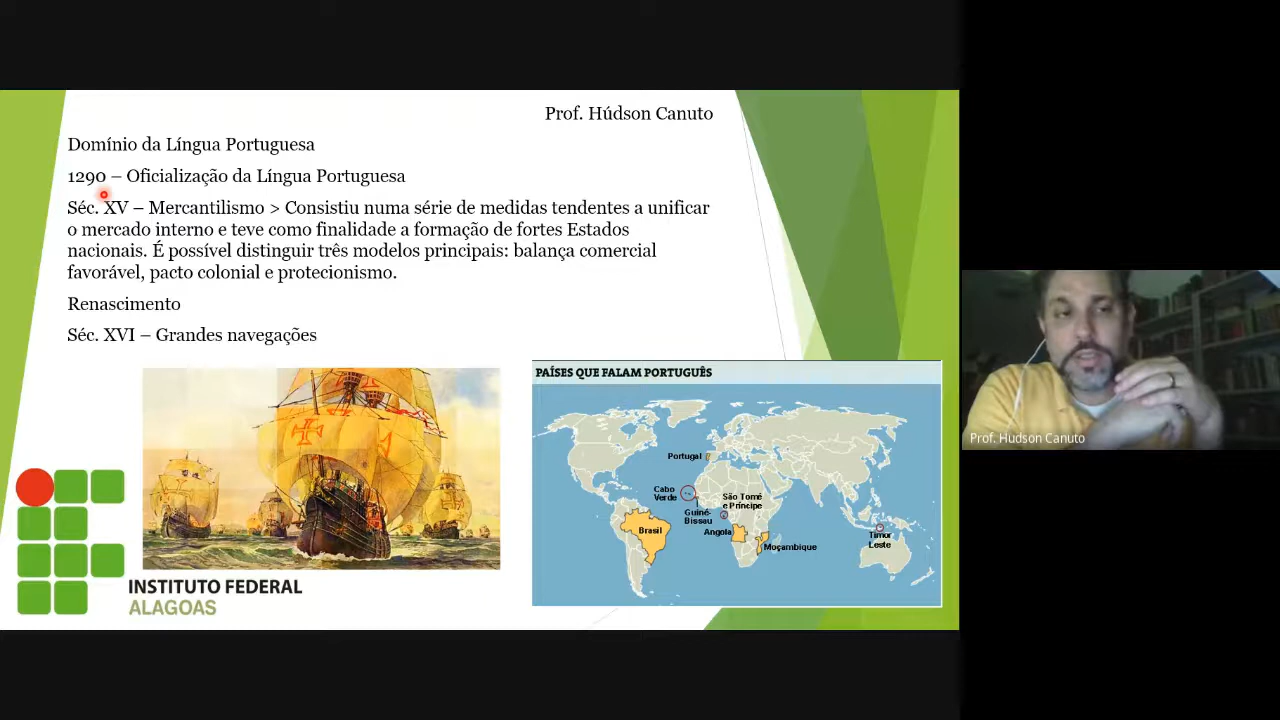 Prof. Húdson Canuto
Domínio da Língua Portuguesa
1290 – Oficialização da Língua Portuguesa
Séc. XV – Mercantilismo > Consistiu numa série de medidas tendentes a unificar
o mercado interno e teve como finalidade a formação de fortes Estados
nacionais. É possível distinguir três modelos principais: balança comercial
favorável, pacto colonial e protecionismo.
Renascimento
Séc. XVI – Grandes navegações
PAÍSES QUE FALAM PORTUGUÊS
Portugal
Cabo
Verde
São Tomé
e Príncipe
Guiné-
Bissau
Brasil
Angola
Moçambique
Timor
Leste
INSTITUTO FEDERAL
ALAGOAS
Prof. Hudson Canuto